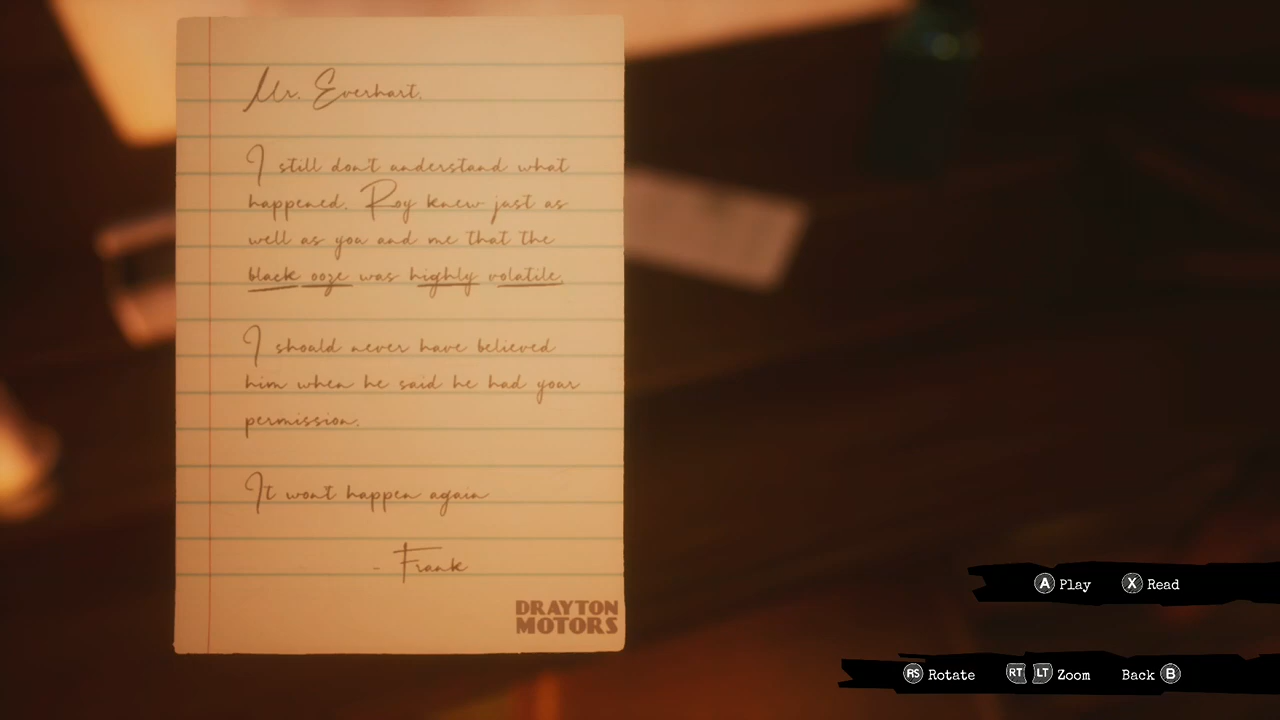 Mr. Everhart,
I still don't understand what
happened. Roy knew just as
well as you and me that the
black ooze was highly volatile.
I should never have believed
him when he said he had your
permission.
It won't happen again
- Frank
DRAYTON
MOTORS
A Play X Read
RS Rotate RT LT Zoom Back B